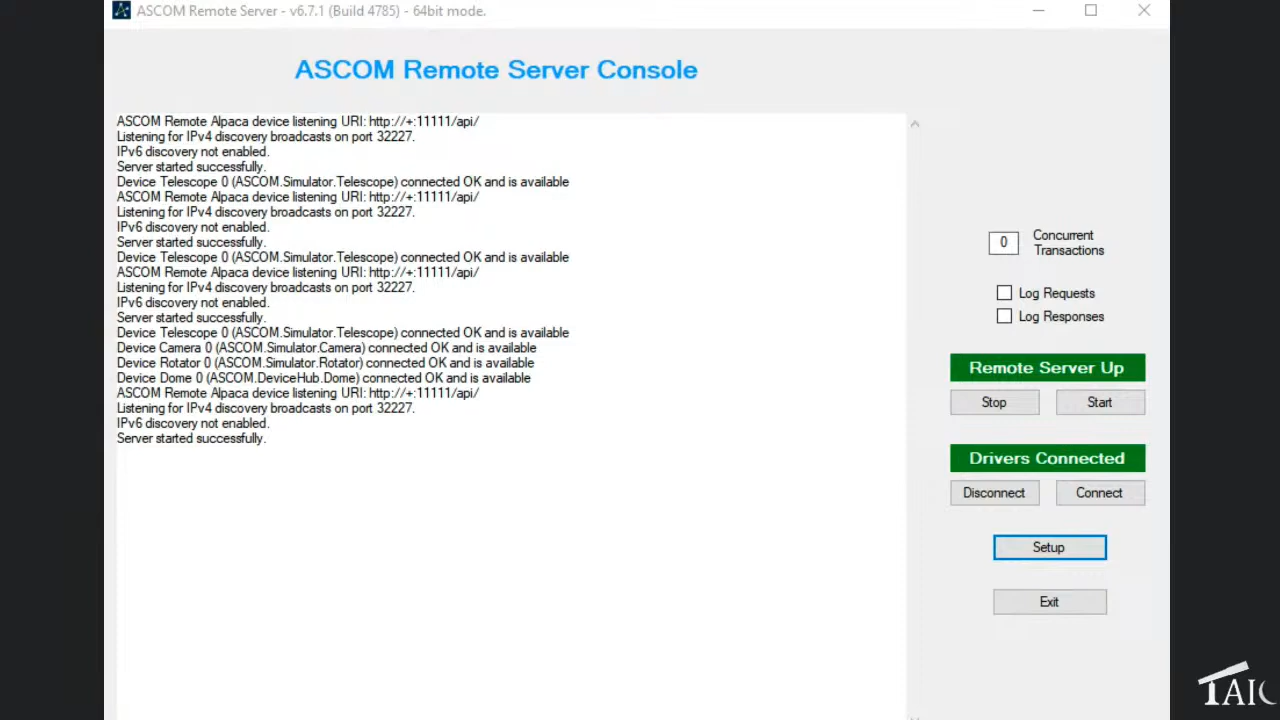 ASCOM Remote Server - v6.7.1 (Build 4785) - 64bit mode.
ASCOM Remote Server Console
ASCOM Remote Alpaca device listening URI: http://+:11111/api/
Listening for IPv4 discovery broadcasts on port 32227.
IPv6 discovery not enabled.
Server started successfully.
Device Telescope 0 (ASCOM.Simulator.Telescope) connected OK and is available
ASCOM Remote Alpaca device listening URI: http://+:11111/api/
Listening for IPv4 discovery broadcasts on port 32227.
IPv6 discovery not enabled.
Server started successfully.
Device Telescope 0 (ASCOM.Simulator.Telescope) connected OK and is available
ASCOM Remote Alpaca device listening URI: http://+:11111/api/
Listening for IPv4 discovery broadcasts on port 32227.
IPv6 discovery not enabled.
Server started successfully.
Device Telescope 0 (ASCOM.Simulator.Telescope) connected OK and is available
Device Camera 0 (ASCOM.Simulator.Camera) connected OK and is available
Device Rotator 0 (ASCOM.Simulator.Rotator) connected OK and is available
Device Dome 0 (ASCOM.DeviceHub.Dome) connected OK and is available
ASCOM Remote Alpaca device listening URI: http://+:11111/api/
Listening for IPv4 discovery broadcasts on port 32227.
IPv6 discovery not enabled.
Server started successfully.
0
Concurrent
Transactions
Log Requests
Log Responses
Remote Server Up
Stop Start
Drivers Connected
Disconnect Connect
Setup
Exit
TAIC